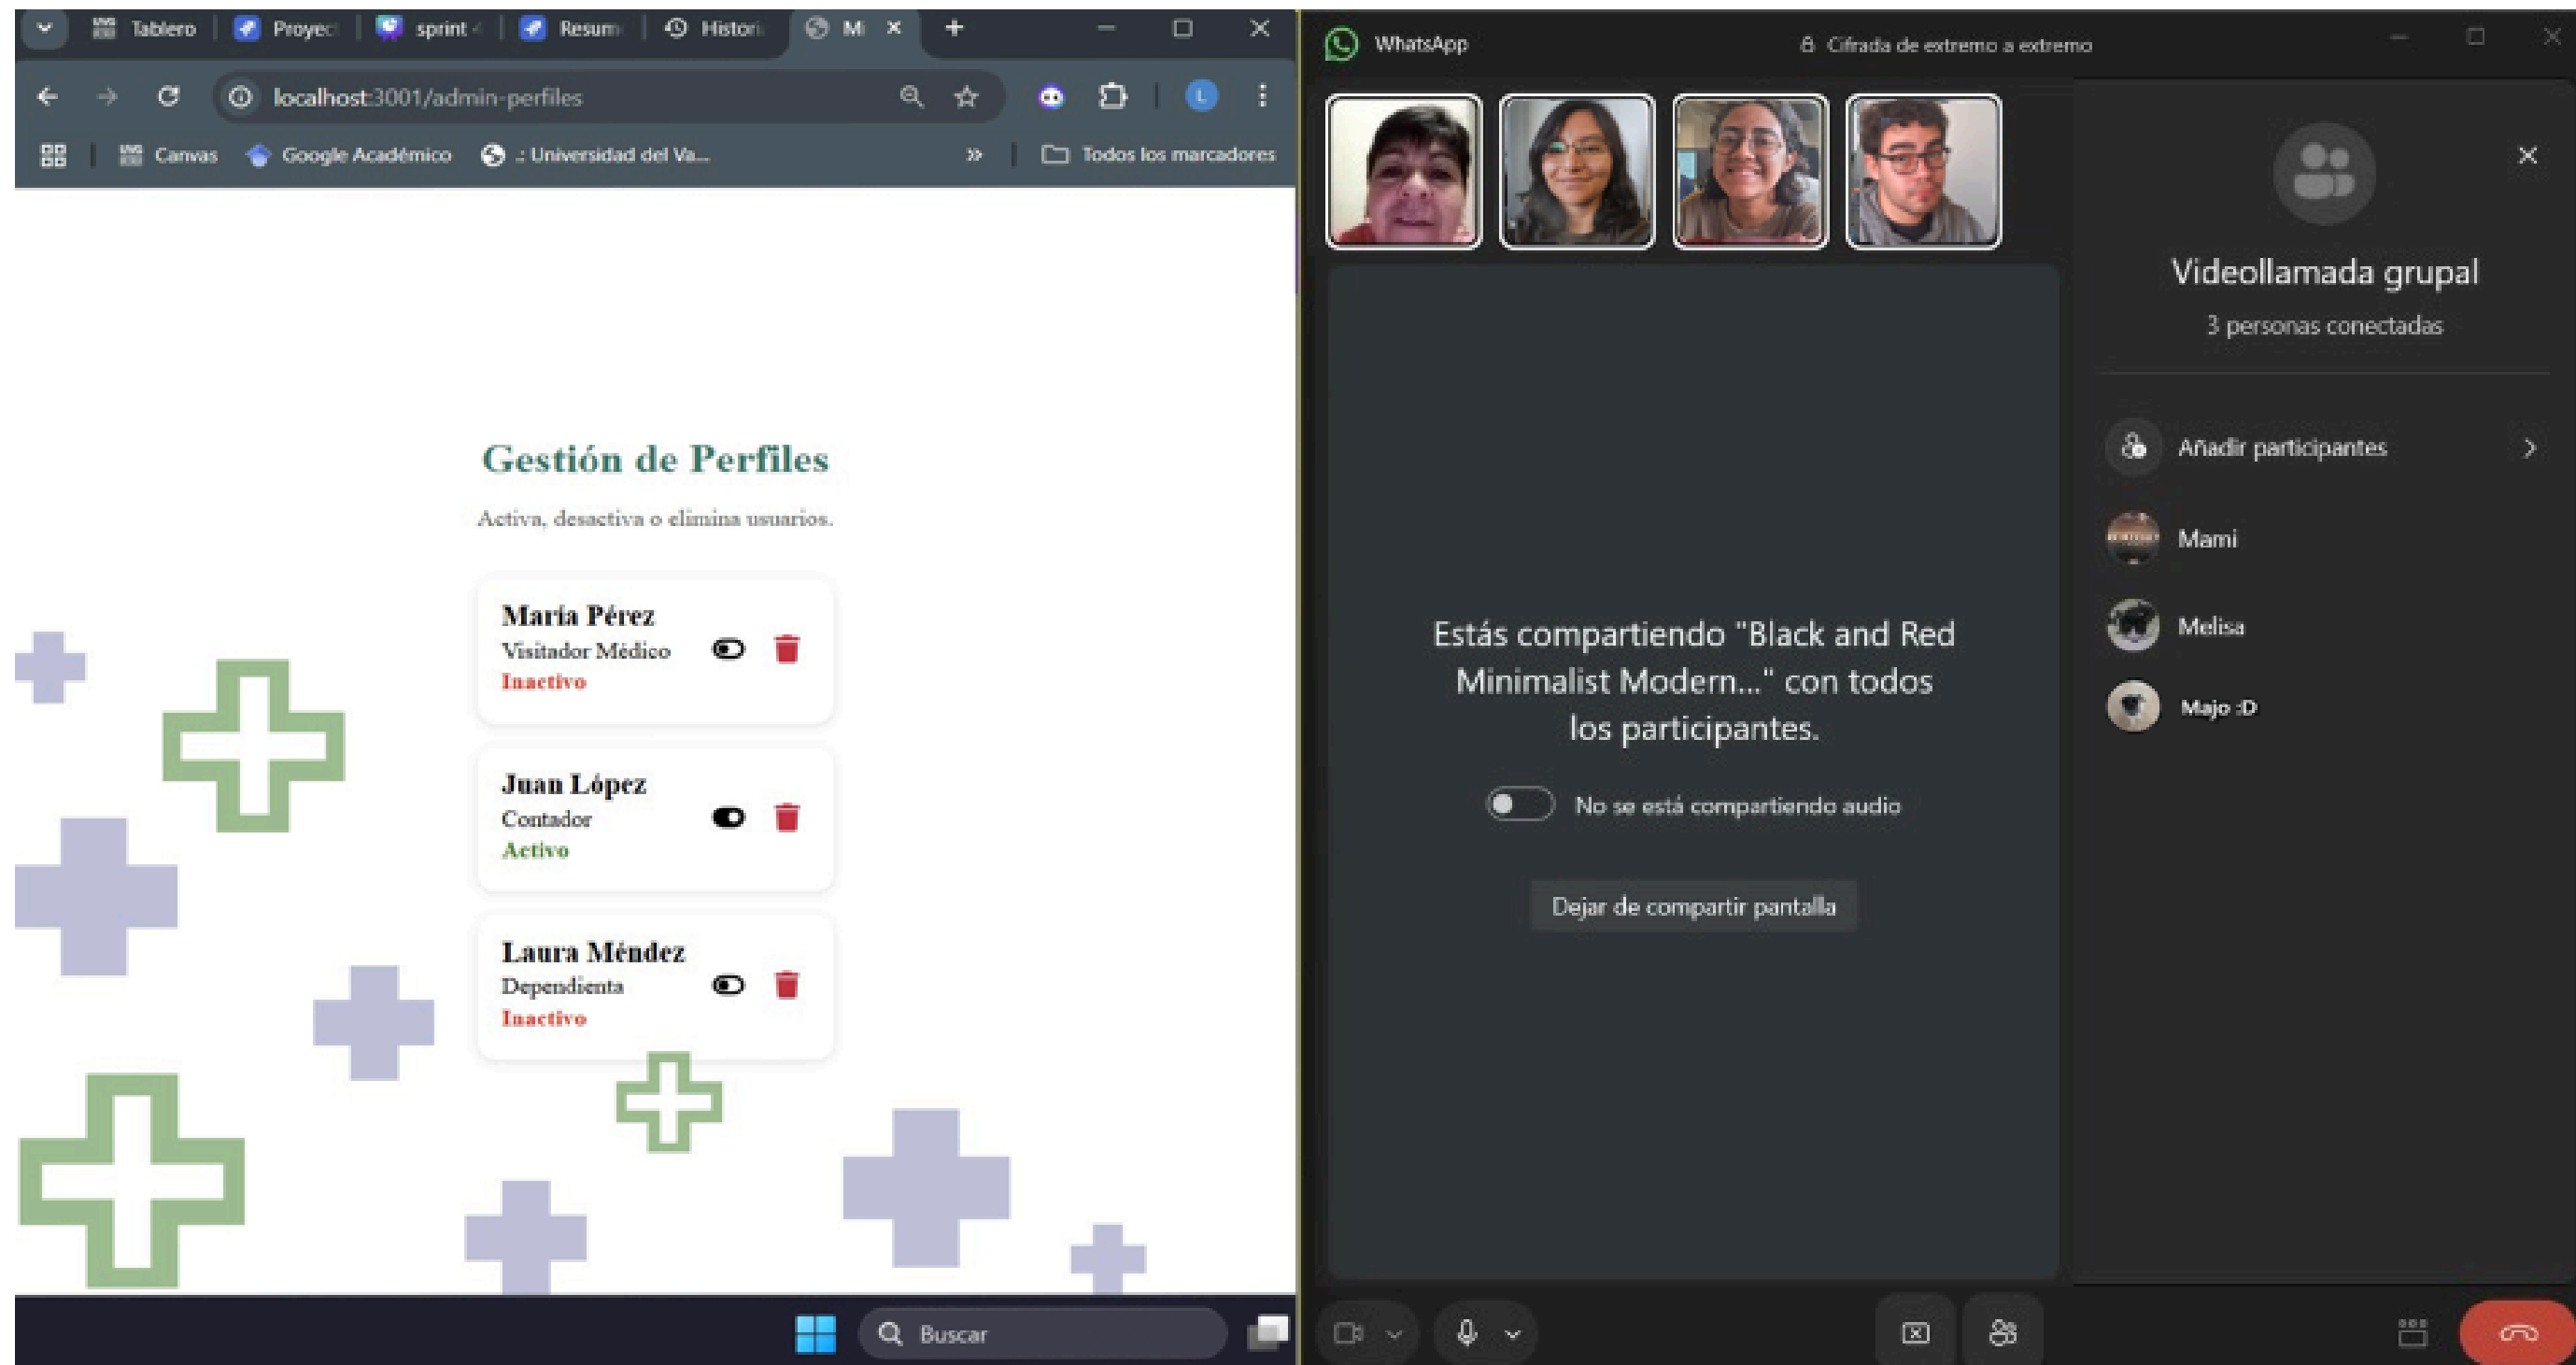 Tablero
Proyec
sprint 4
Resum
Histori
Mi
localhost:3001/admin-perfiles
L
Canvas
Google Académico
.: Universidad del Va...
»
Todos los marcadores
Gestión de Perfiles
Activa, desactiva o elimina usuarios.
María Pérez
Visitador Médico
Inactivo
Juan López
Contador
Activo
Laura Méndez
Dependienta
Inactivo
Buscar
WhatsApp
Cifrada de extremo a extremo
Estás compartiendo "Black and Red
Minimalist Modern..." con todos
los participantes.
No se está compartiendo audio
Dejar de compartir pantalla
Videollamada grupal
3 personas conectadas
Añadir participantes
Mami
Melisa
Majo :D